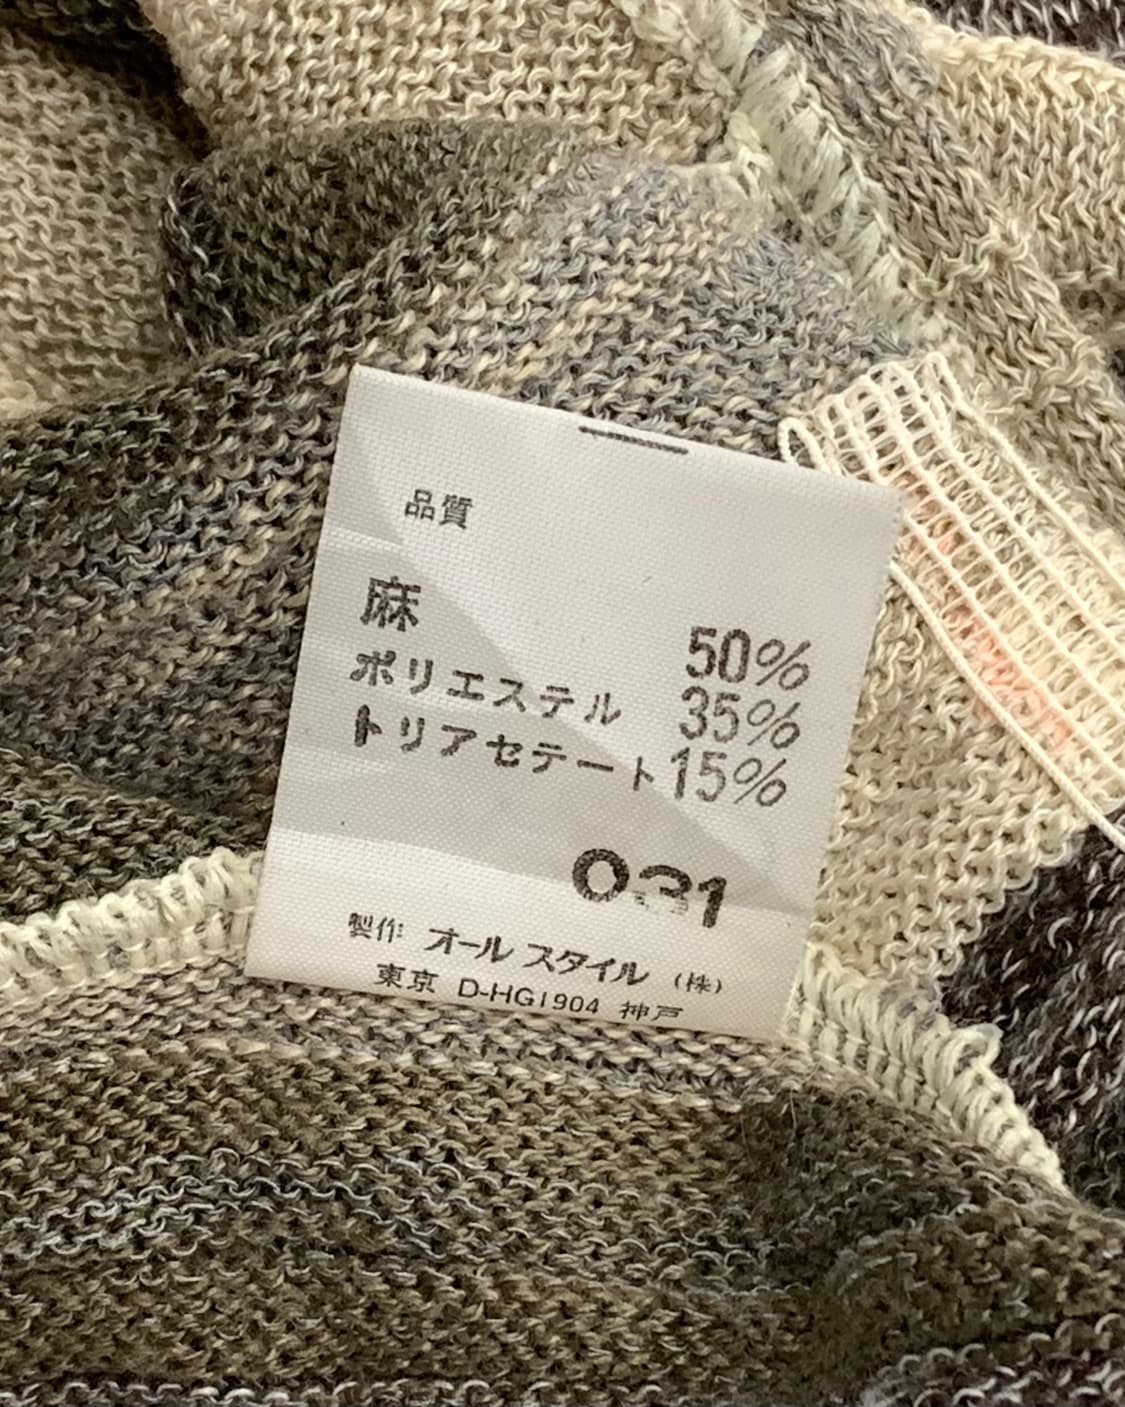 品質
麻 50%
ポリエステル 35%
トリアセテート 15%
031
製作 オールスタイル (株)
東京 D-HG1904 神戸